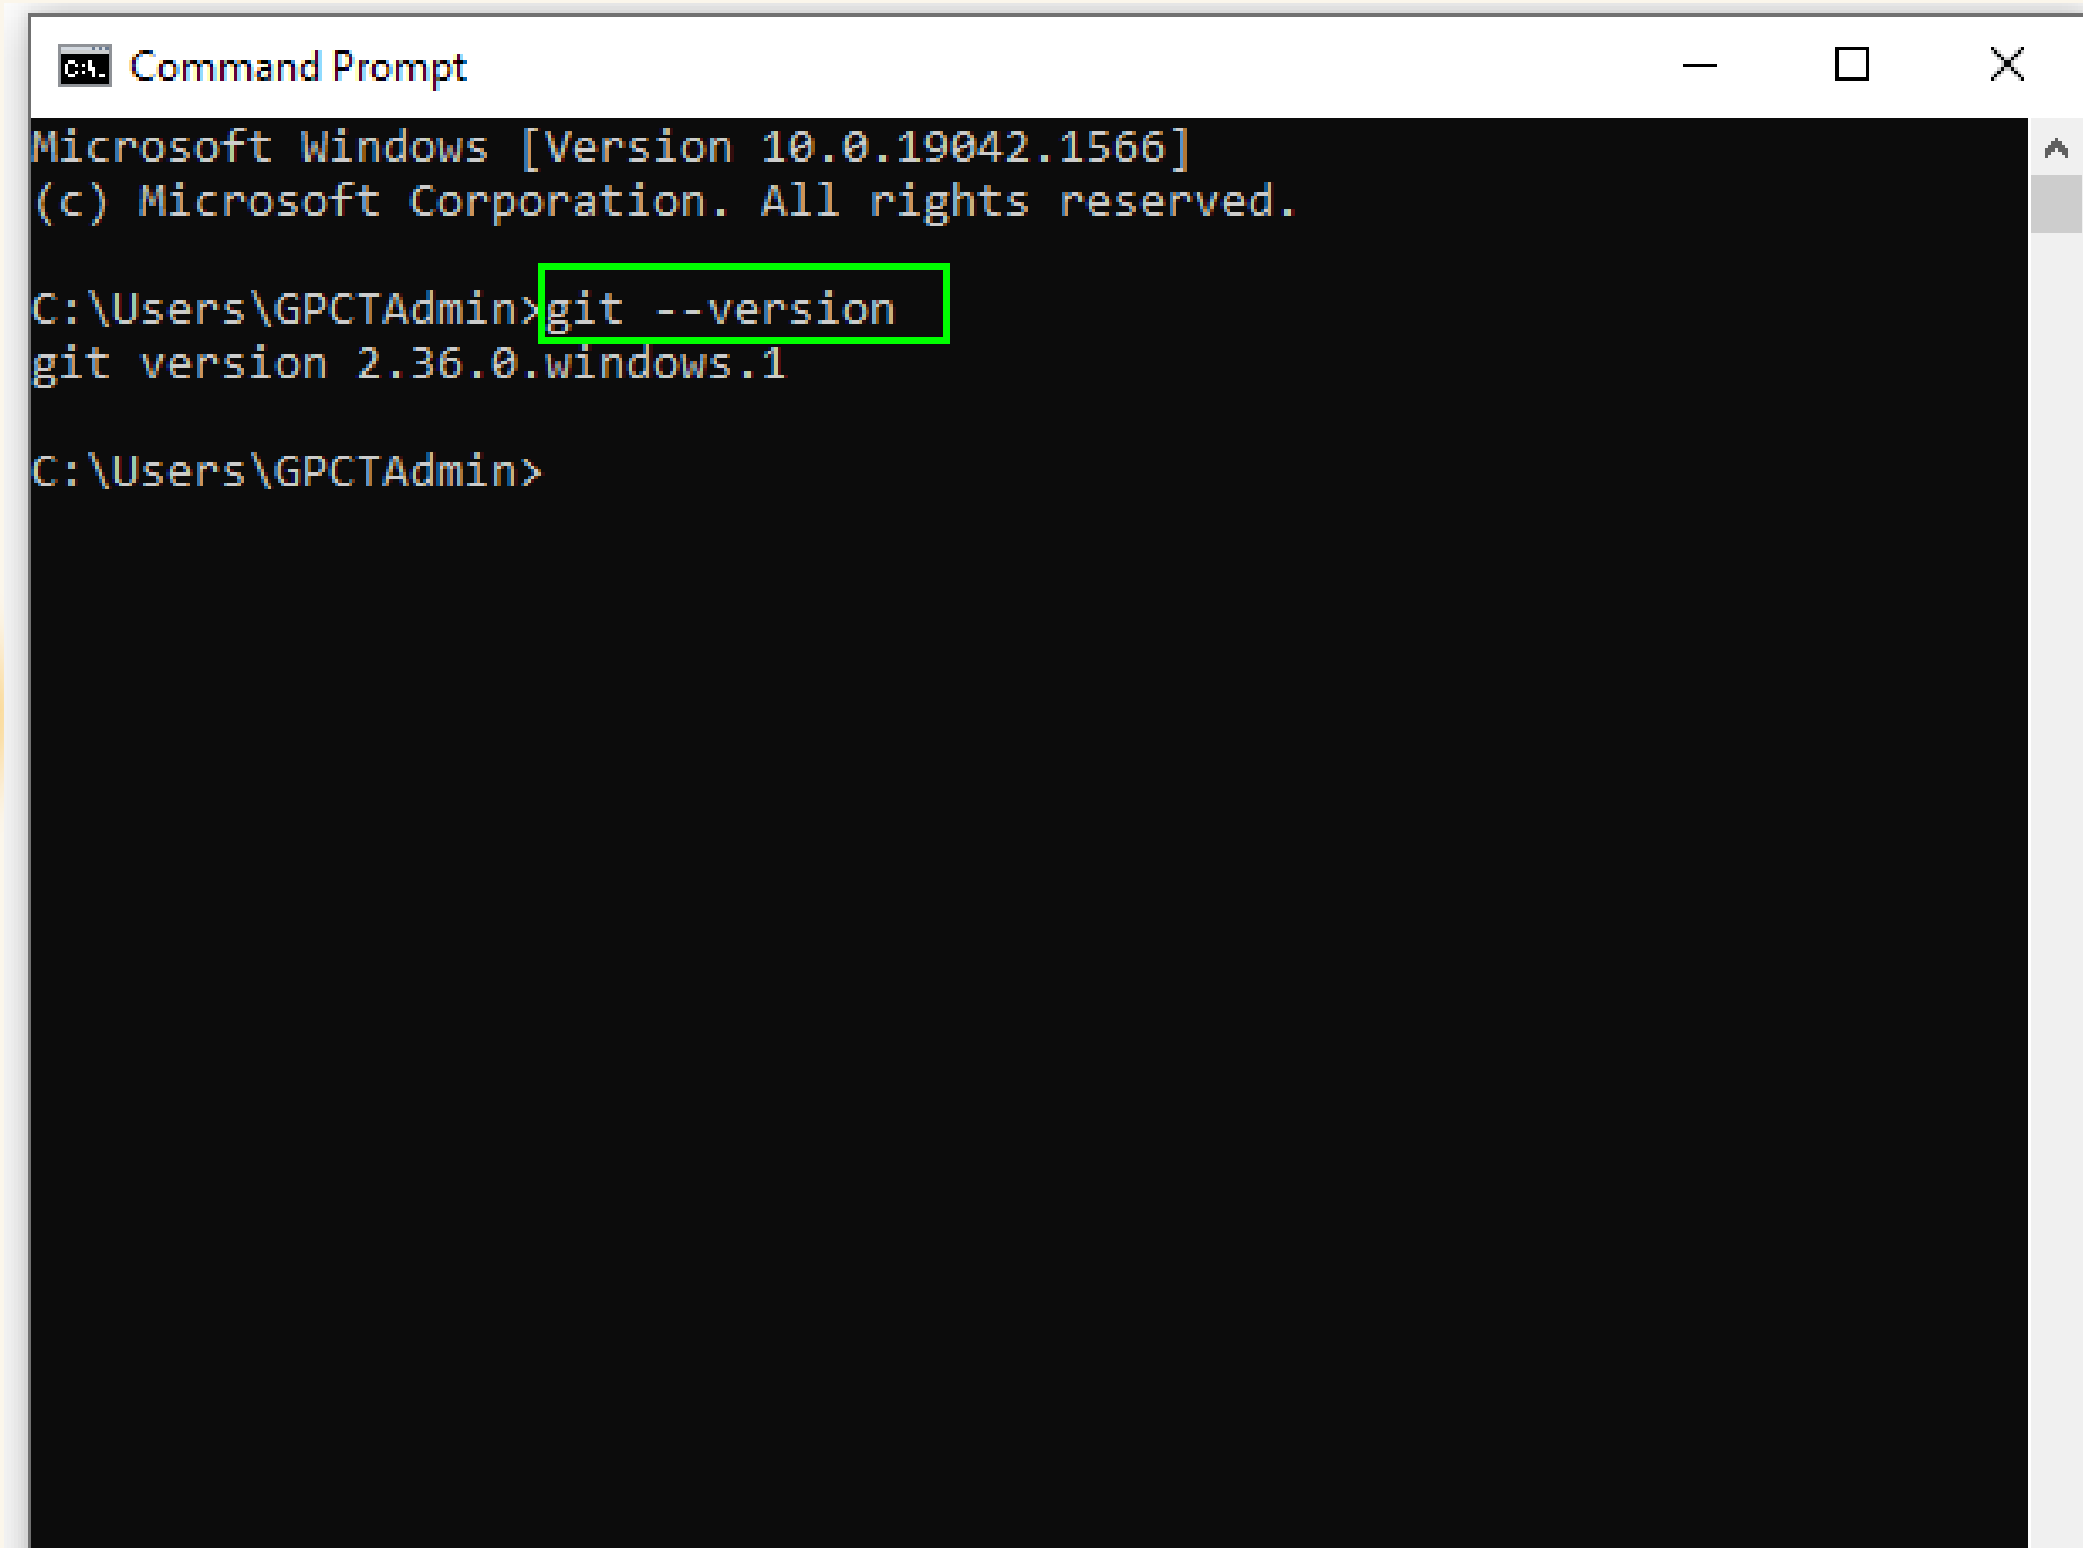 Command Prompt
Microsoft Windows [Version 10.0.19042.1566]
(c) Microsoft Corporation. All rights reserved.
C:\Users\GPCTAdmin>git --version
git version 2.36.0.windows.1
C:\Users\GPCTAdmin>